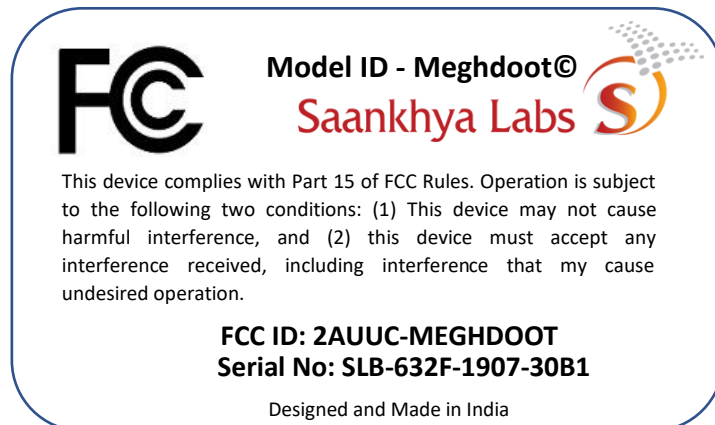 FC
Model ID - Meghdoot©
Saankhya Labs
S
This device complies with Part 15 of FCC Rules. Operation is subject
to the following two conditions: (1) This device may not cause
harmful interference, and (2) this device must accept any
interference received, including interference that my cause
undesired operation.
FCC ID: 2AUUC-MEGHDOOT
Serial No: SLB-632F-1907-30B1
Designed and Made in India